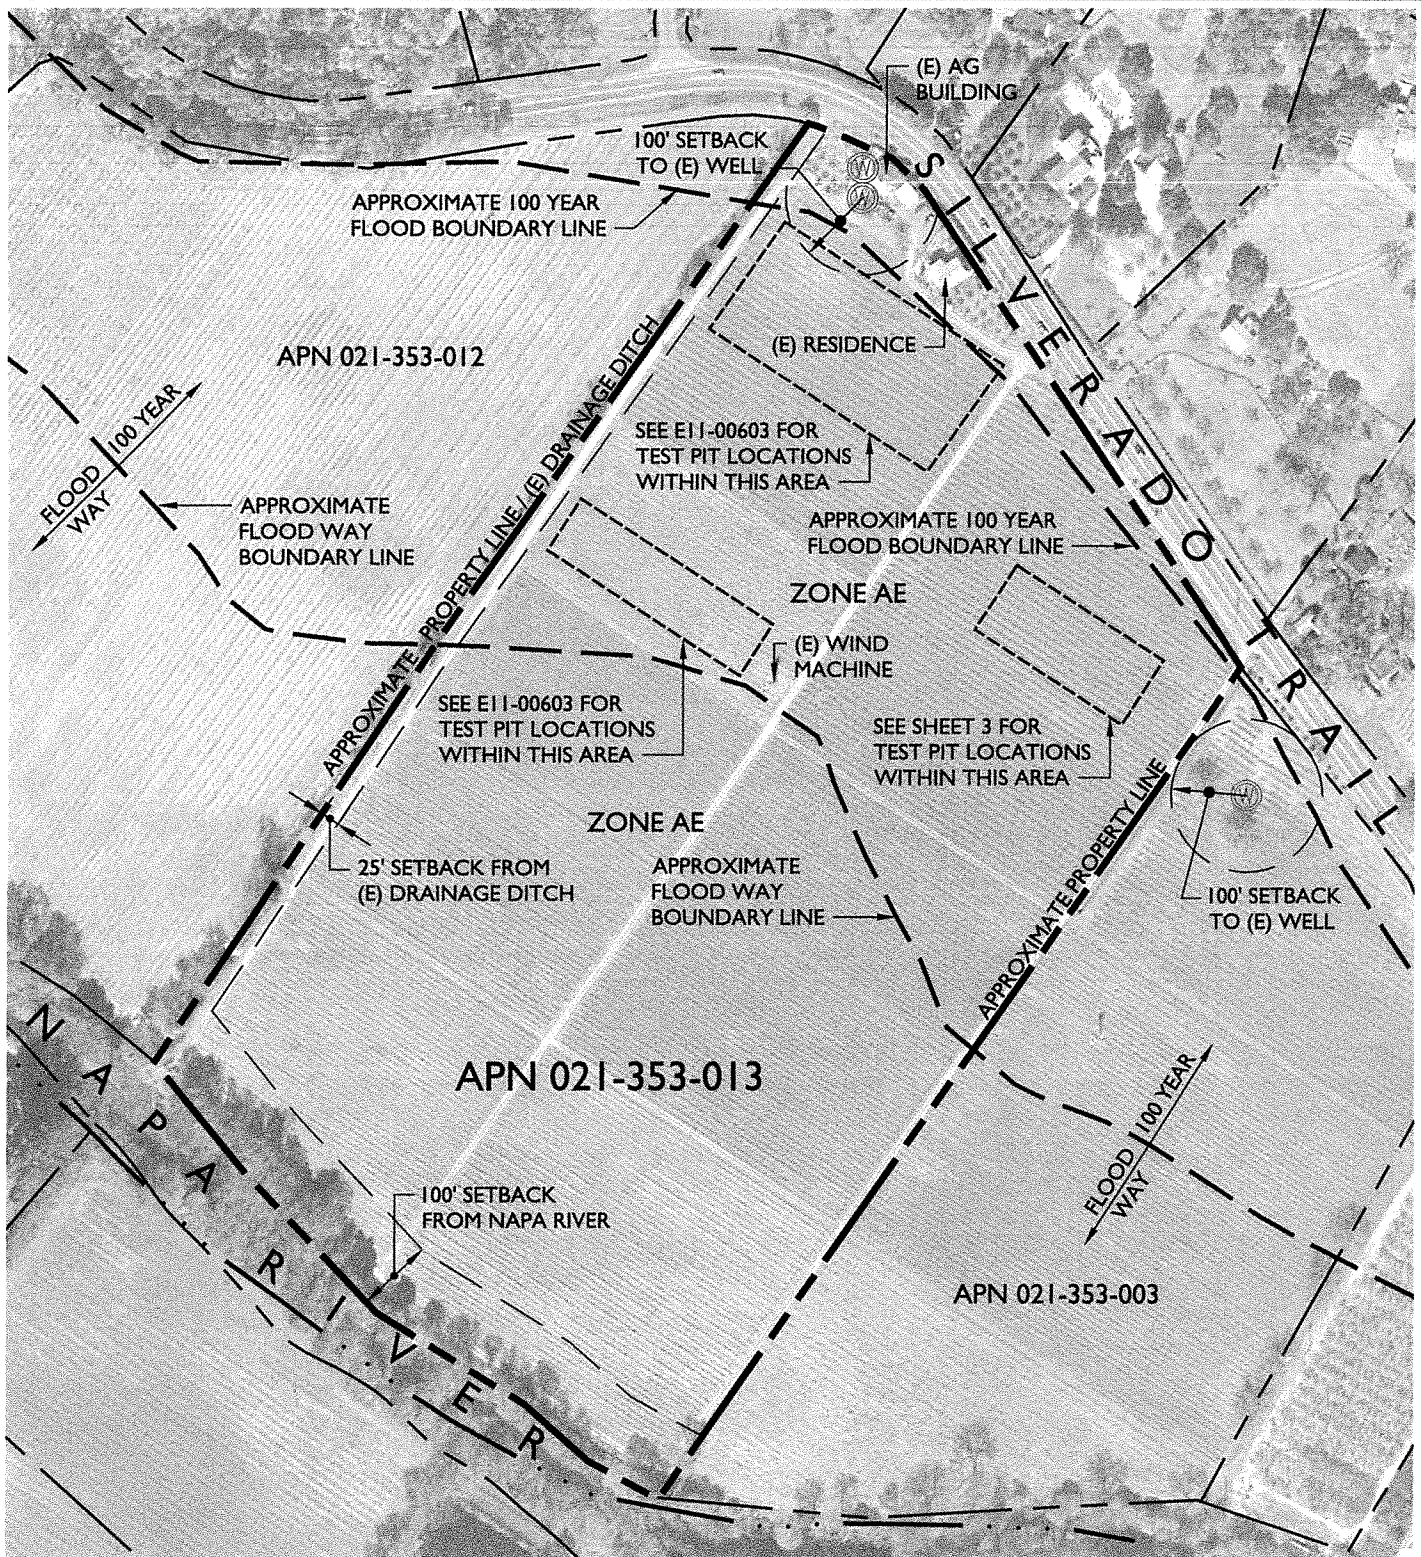 (E) AG
BUILDING
100' SETBACK
TO (E) WELL
W
W
APPROXIMATE 100 YEAR
FLOOD BOUNDARY LINE
SILVERADO TRAIL
APN 021-353-012
(E) RESIDENCE
FLOOD WAY
100 YEAR
SEE E11-00603 FOR
TEST PIT LOCATIONS
WITHIN THIS AREA
APPROXIMATE
FLOOD WAY
BOUNDARY LINE
APPROXIMATE PROPERTY LINE / (E) DRAINAGE DITCH
APPROXIMATE 100 YEAR
FLOOD BOUNDARY LINE
ZONE AE
(E) WIND
MACHINE
SEE E11-00603 FOR
TEST PIT LOCATIONS
WITHIN THIS AREA
SEE SHEET 3 FOR
TEST PIT LOCATIONS
WITHIN THIS AREA
W
ZONE AE
25' SETBACK FROM
(E) DRAINAGE DITCH
APPROXIMATE
FLOOD WAY
BOUNDARY LINE
APPROXIMATE PROPERTY LINE
100' SETBACK
TO (E) WELL
NAPA RIVER
APN 021-353-013
FLOOD WAY
100 YEAR
100' SETBACK
FROM NAPA RIVER
APN 021-353-003